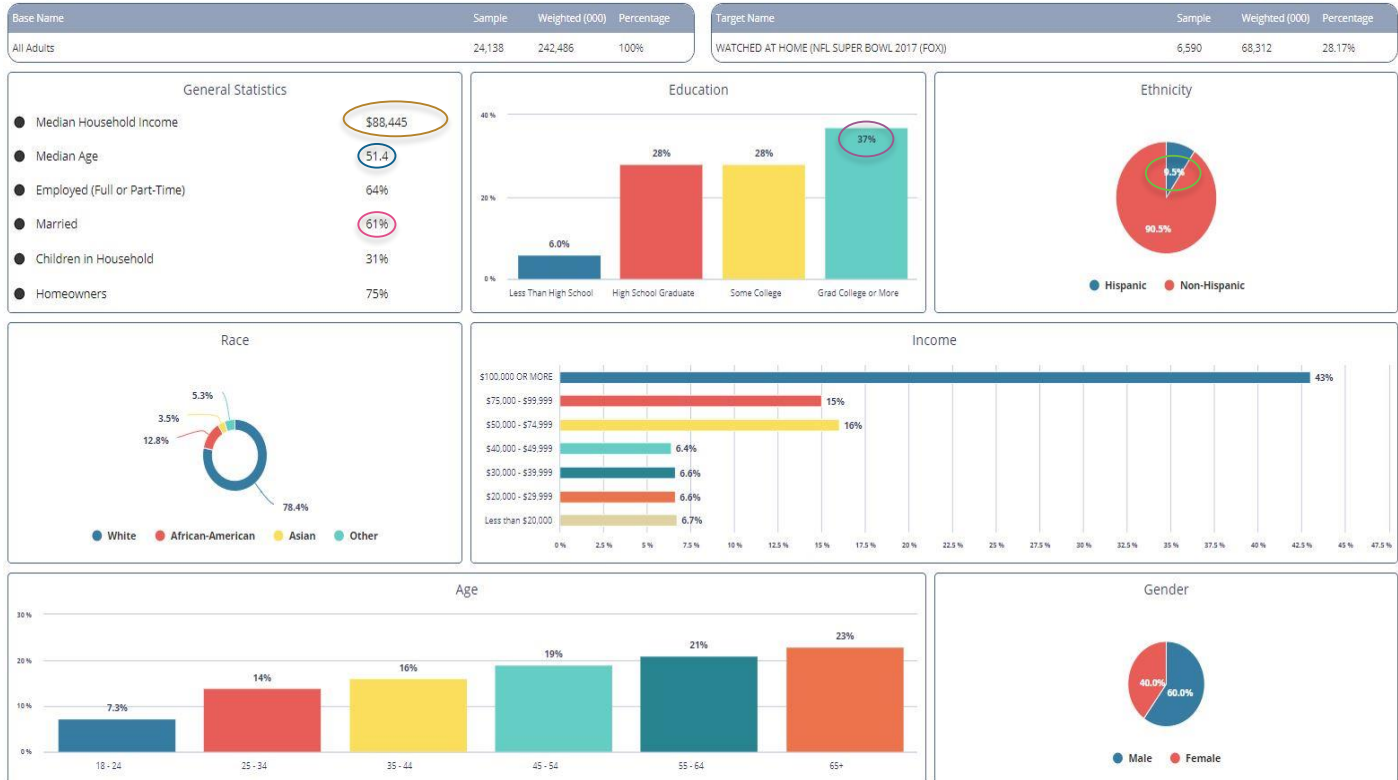 Base Name Sample Weighted (000) Percentage
All Adults 24,138 242,486 100%
Target Name Sample Weighted (000) Percentage
WATCHED AT HOME (NFL SUPER BOWL 2017 (FOX)) 6,590 68,312 28.17%
General Statistics
Median Household Income $88,445
Median Age 51.4
Employed (Full or Part-Time) 64%
Married 61%
Children in Household 31%
Homeowners 75%
Education
40 %
20 %
0 %
6.0%
28%
28%
37%
Less Than High School High School Graduate Some College Grad College or More
Ethnicity
9.5%
90.5%
Hispanic Non-Hispanic
Race
5.3%
3.5%
12.8%
78.4%
White African-American Asian Other
Income
$100,000 OR MORE 43%
$75,000 - $99,999 15%
$50,000 - $74,999 16%
$40,000 - $49,999 6.4%
$30,000 - $39,999 6.6%
$20,000 - $29,999 6.6%
Less than $20,000 6.7%
0 % 2.5 % 5 % 7.5 % 10 % 12.5 % 15 % 17.5 % 20 % 22.5 % 25 % 27.5 % 30 % 32.5 % 35 % 37.5 % 40 % 42.5 % 45 % 47.5 %
Age
30 %
20 %
10 %
0 %
7.3%
14%
16%
19%
21%
23%
18 - 24 25 - 34 35 - 44 45 - 54 55 - 64 65+
Gender
40.0% 60.0%
Male Female